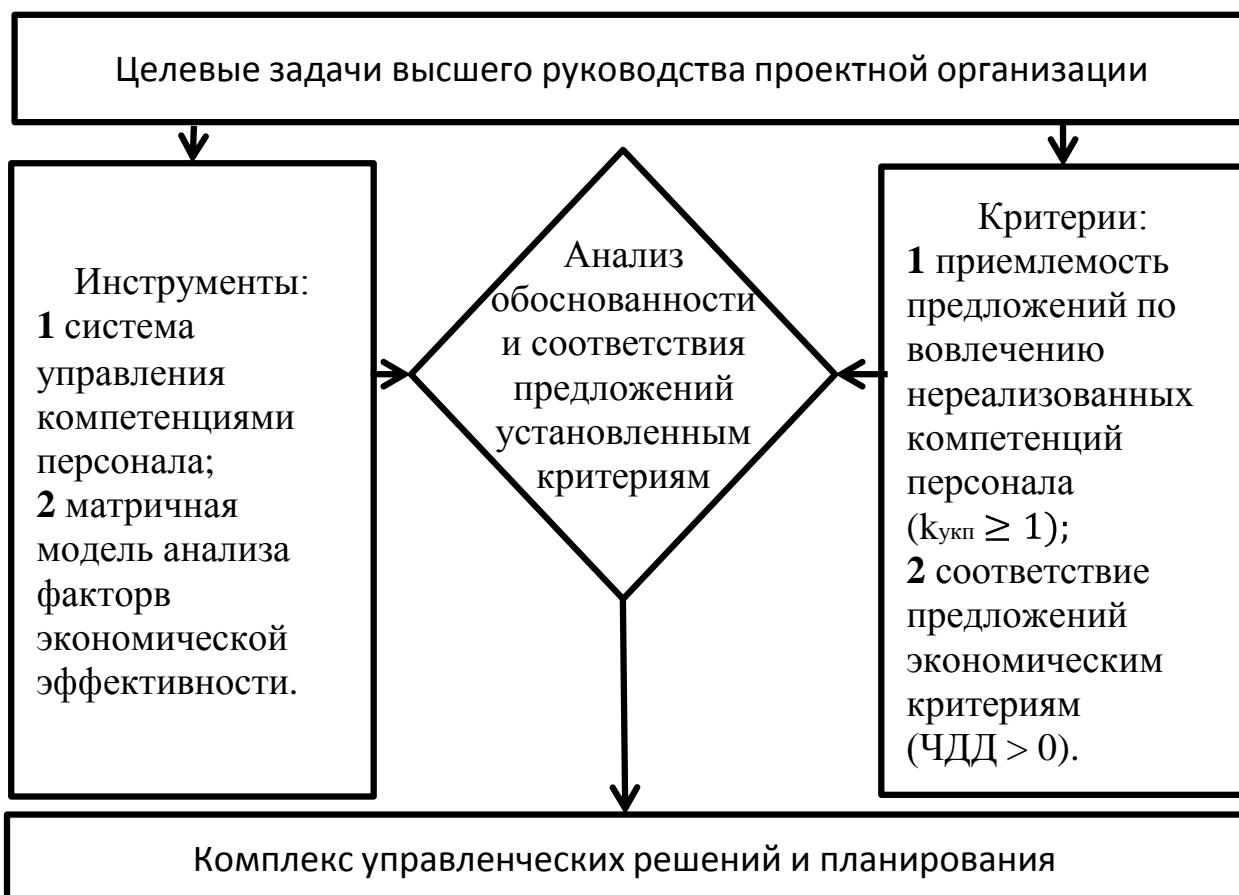 Целевые задачи высшего руководства проектной организации
Инструменты:
1 система
управления
компетенциями
персонала;
2 матричная
модель анализа
факторв
экономической
эффективности.
Анализ
обоснованности
и соответствия
предложений
установленным
критериям
Критерии:
1 приемлемость
предложений по
вовлечению
нереализованных
компетенций
персонала
(kукп ≥ 1);
2 соответствие
предложений
экономическим
критериям
(ЧДД > 0).
Комплекс управленческих решений и планирования